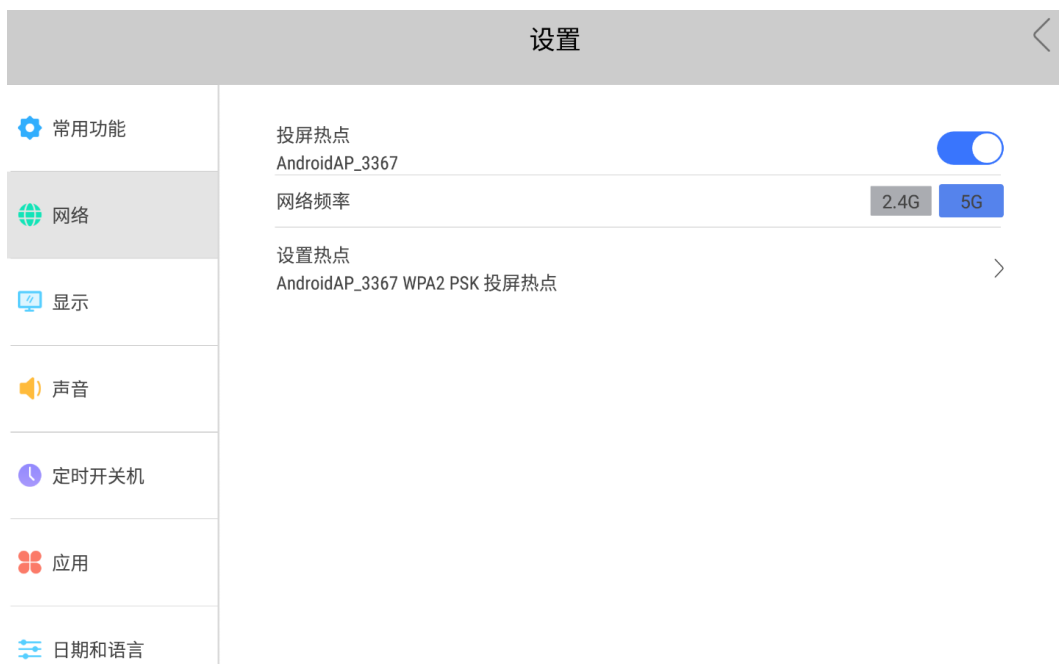 设置
常用功能
网络
显示
声音
定时开关机
应用
日期和语言
投屏热点
AndroidAP_3367
网络频率
2.4G 5G
设置热点
AndroidAP_3367 WPA2 PSK 投屏热点